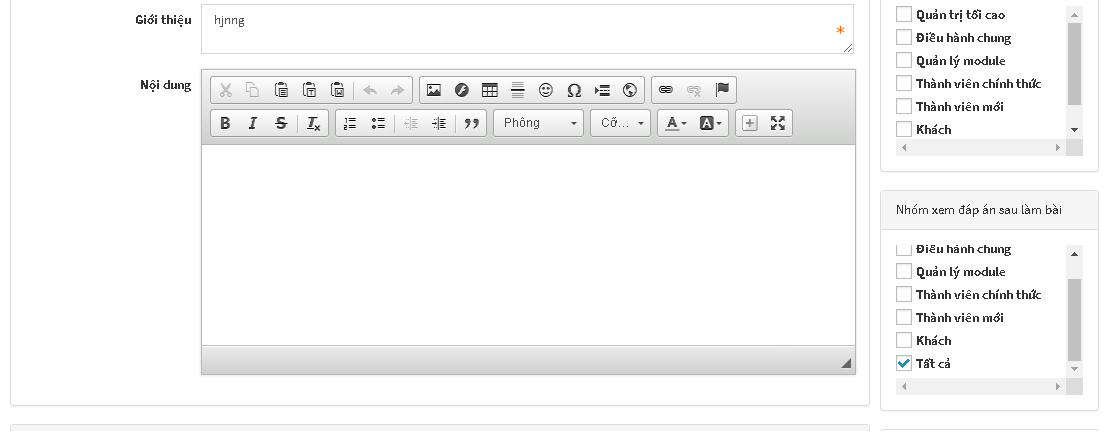 Giới thiệu
hjnng
*
Nội dung
B I S Ix
Phông
Cỡ...
A A
Quản trị tối cao
Điều hành chung
Quản lý module
Thành viên chính thức
Thành viên mới
Khách
Nhóm xem đáp án sau làm bài
Điều hành chung
Quản lý module
Thành viên chính thức
Thành viên mới
Khách
Tất cả